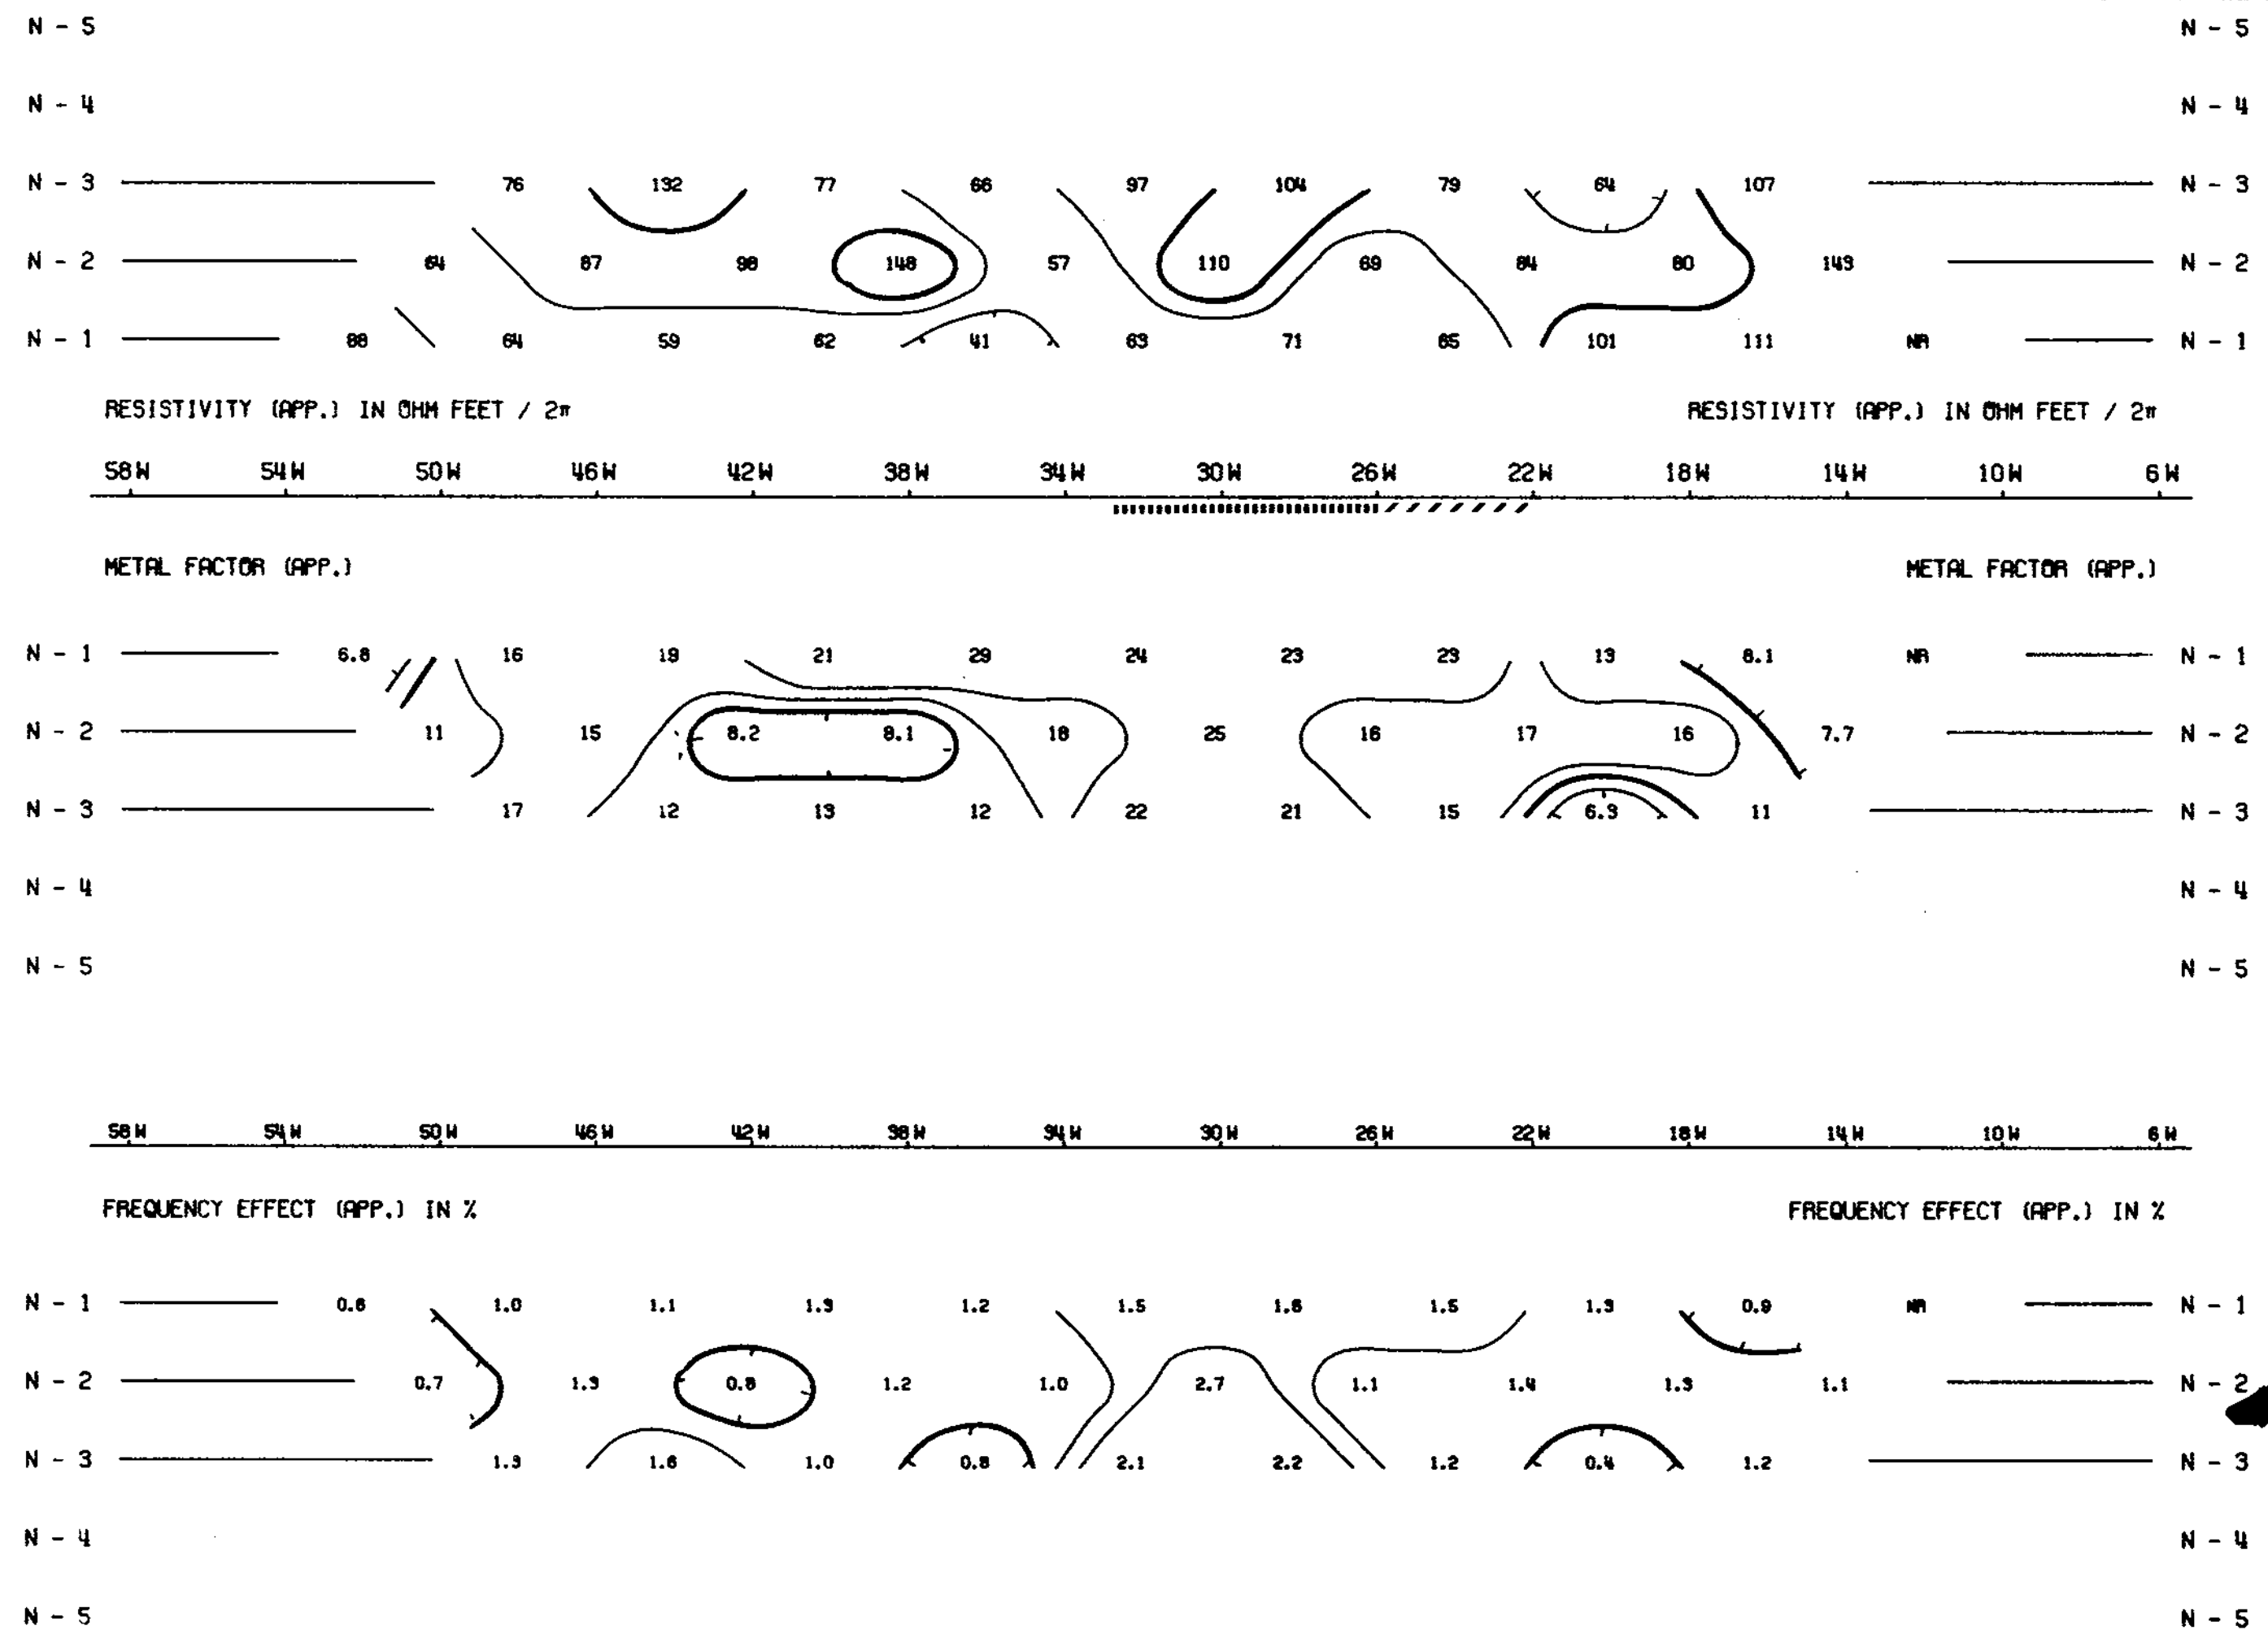 N - 5 N - 5
N - 4 N - 4
N - 3 76 132 77 66 97 104 79 64 107 N - 3
N - 2 64 87 98 148 57 110 69 84 80 143 N - 2
N - 1 88 64 59 62 41 63 71 65 101 111 NR N - 1
RESISTIVITY (APP.) IN OHM FEET / 2π RESISTIVITY (APP.) IN OHM FEET / 2π
58W 54W 50W 46W 42W 38W 34W 30W 26W 22W 18W 14W 10W 6W
METAL FACTOR (APP.) METAL FACTOR (APP.)
N - 1 6.8 16 19 21 29 24 23 23 13 8.1 NR N - 1
N - 2 11 15 8.2 8.1 18 25 16 17 16 7.7 N - 2
N - 3 17 12 13 12 22 21 15 6.3 11 N - 3
N - 4 N - 4
N - 5 N - 5
58W 54W 50W 46W 42W 38W 34W 30W 26W 22W 18W 14W 10W 6W
FREQUENCY EFFECT (APP.) IN % FREQUENCY EFFECT (APP.) IN %
N - 1 0.6 1.0 1.1 1.3 1.2 1.5 1.6 1.5 1.3 0.9 NR N - 1
N - 2 0.7 1.3 0.8 1.2 1.0 2.7 1.1 1.4 1.3 1.1 N - 2
N - 3 1.3 1.6 1.0 0.8 2.1 2.2 1.2 0.4 1.2 N - 3
N - 4 N - 4
N - 5 N - 5